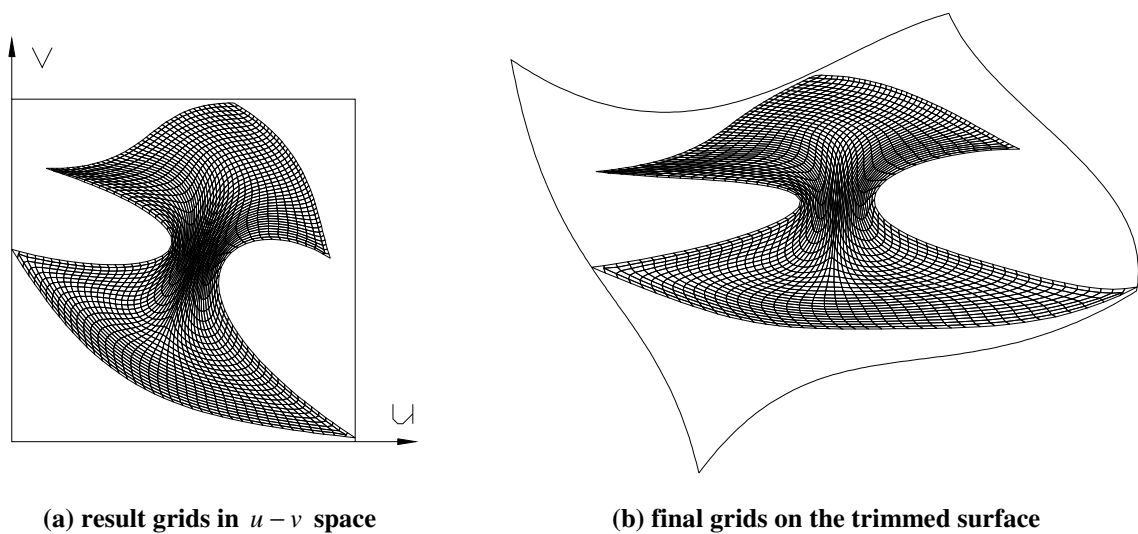 v
u
(a) result grids in u − v space
(b) final grids on the trimmed surface